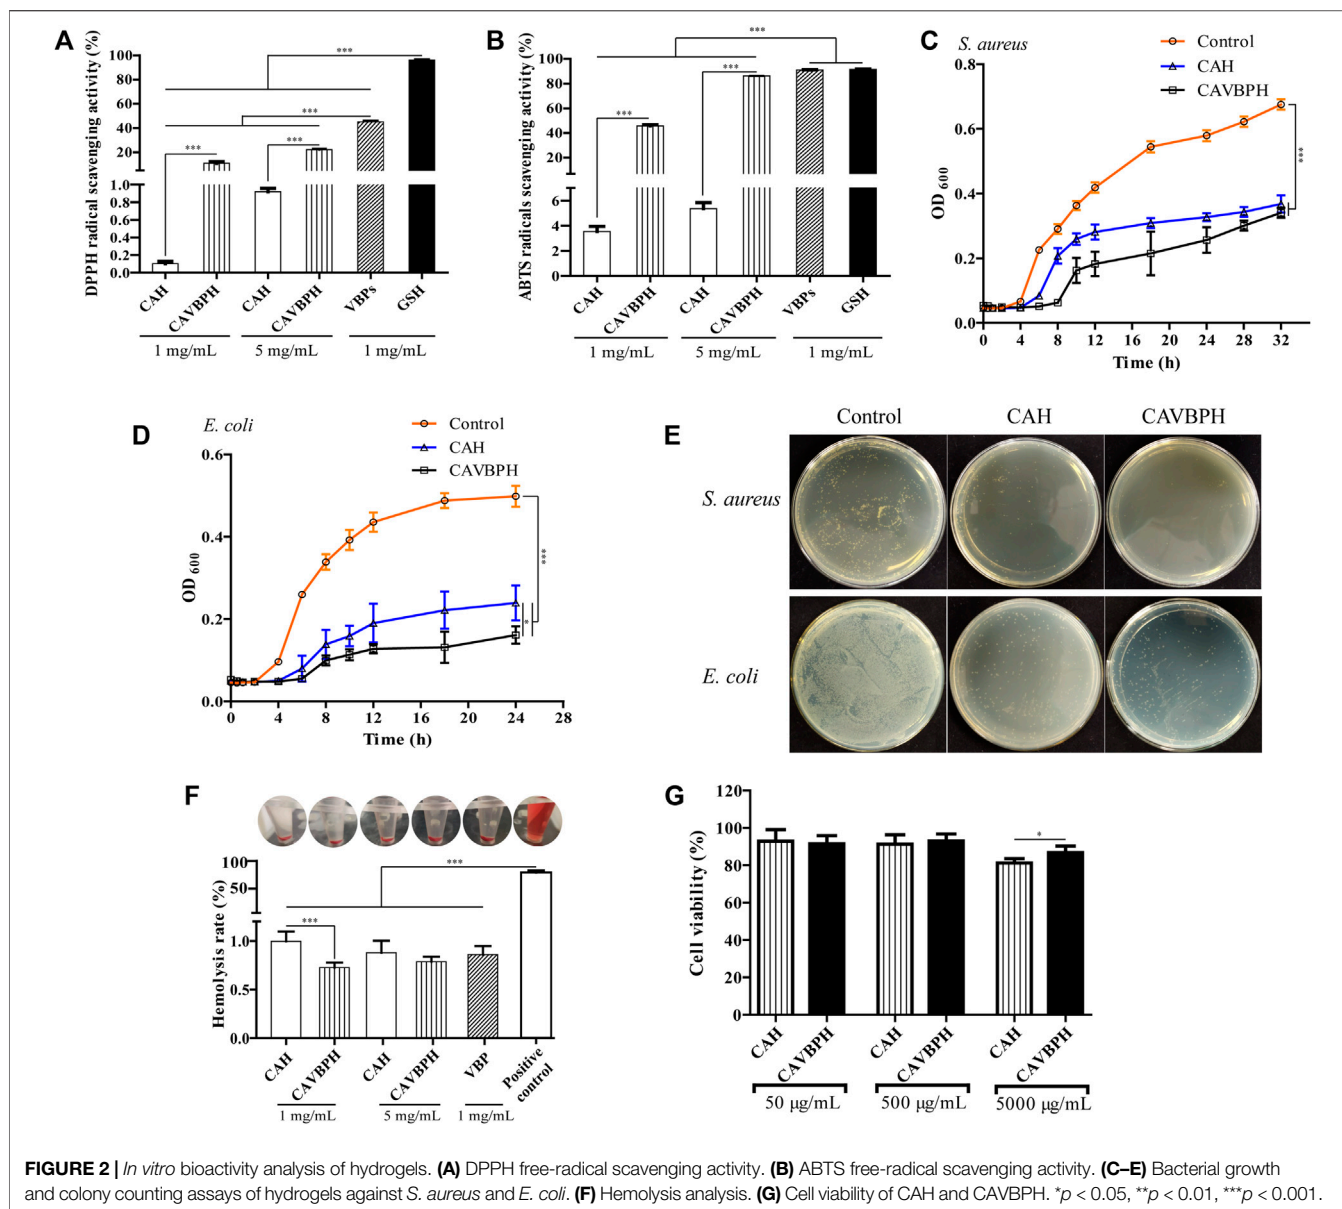 A
DPPH radical scavenging activity (%)
100
80
60
40
20
1.0
0.8
0.6
0.4
0.2
0.0
***
***
***
***
CAH
CAVBPH
CAH
CAVBPH
VBPs
GSH
1 mg/mL
5 mg/mL
1 mg/mL
B
ABTS radicals scavenging activity (%)
100
80
60
40
20
6
4
2
0
***
***
***
CAH
CAVBPH
CAH
CAVBPH
VBPs
GSH
1 mg/mL
5 mg/mL
1 mg/mL
C
S. aureus
Control
CAH
CAVBPH
OD600
0.8
0.6
0.4
0.2
0.0
***
0 4 8 12 16 20 24 28 32
Time (h)
D
E. coli
Control
CAH
CAVBPH
OD600
0.6
0.4
0.2
0.0
***
*
0 4 8 12 16 20 24 28
Time (h)
E
Control CAH CAVBPH
S. aureus
E. coli
F
Hemolysis rate (%)
100
50
1.0
0.5
0.0
***
***
CAH
CAVBPH
CAH
CAVBPH
VBP
Positive control
1 mg/mL
5 mg/mL
1 mg/mL
G
Cell viability (%)
120
100
80
60
40
20
0
*
CAH
CAVBPH
CAH
CAVBPH
CAH
CAVBPH
50 μg/mL
500 μg/mL
5000 μg/mL
FIGURE 2 | In vitro bioactivity analysis of hydrogels. (A) DPPH free-radical scavenging activity. (B) ABTS free-radical scavenging activity. (C–E) Bacterial growth
and colony counting assays of hydrogels against S. aureus and E. coli. (F) Hemolysis analysis. (G) Cell viability of CAH and CAVBPH. *p < 0.05, **p < 0.01, ***p < 0.001.